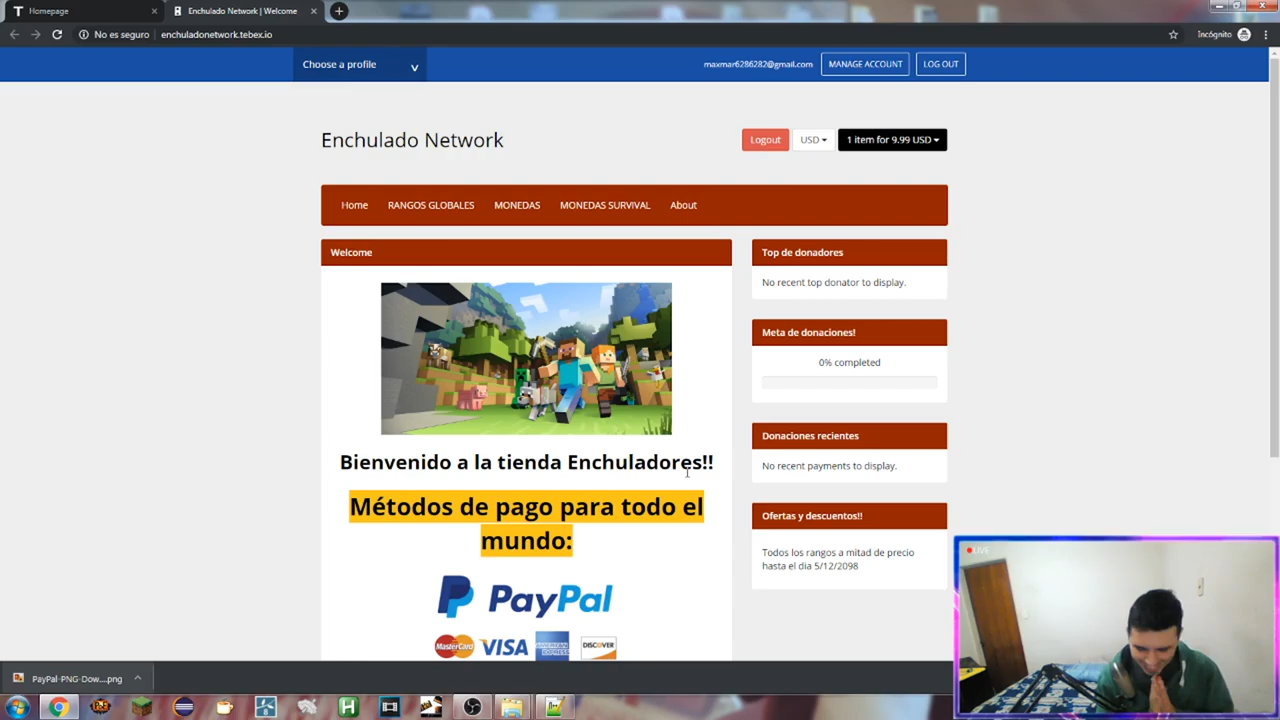 Homepage
Enchulado Network | Welcome
No es seguro
enchuladonetwork.tebex.io
Incógnito
Choose a profile
maxmar6286282@gmail.com
MANAGE ACCOUNT
LOG OUT
Enchulado Network
Logout
USD
1 item for 9.99 USD
Home
RANGOS GLOBALES
MONEDAS
MONEDAS SURVIVAL
About
Welcome
Bienvenido a la tienda Enchuladores!!
Métodos de pago para todo el
mundo:
PayPal
MasterCard
VISA
AMERICAN EXPRESS
DISCOVER
Top de donadores
No recent top donator to display.
Meta de donaciones!
0% completed
Donaciones recientes
No recent payments to display.
Ofertas y descuentos!!
Todos los rangos a mitad de precio
hasta el dia 5/12/2098
LIVE
PayPal-PNG-Dow....png